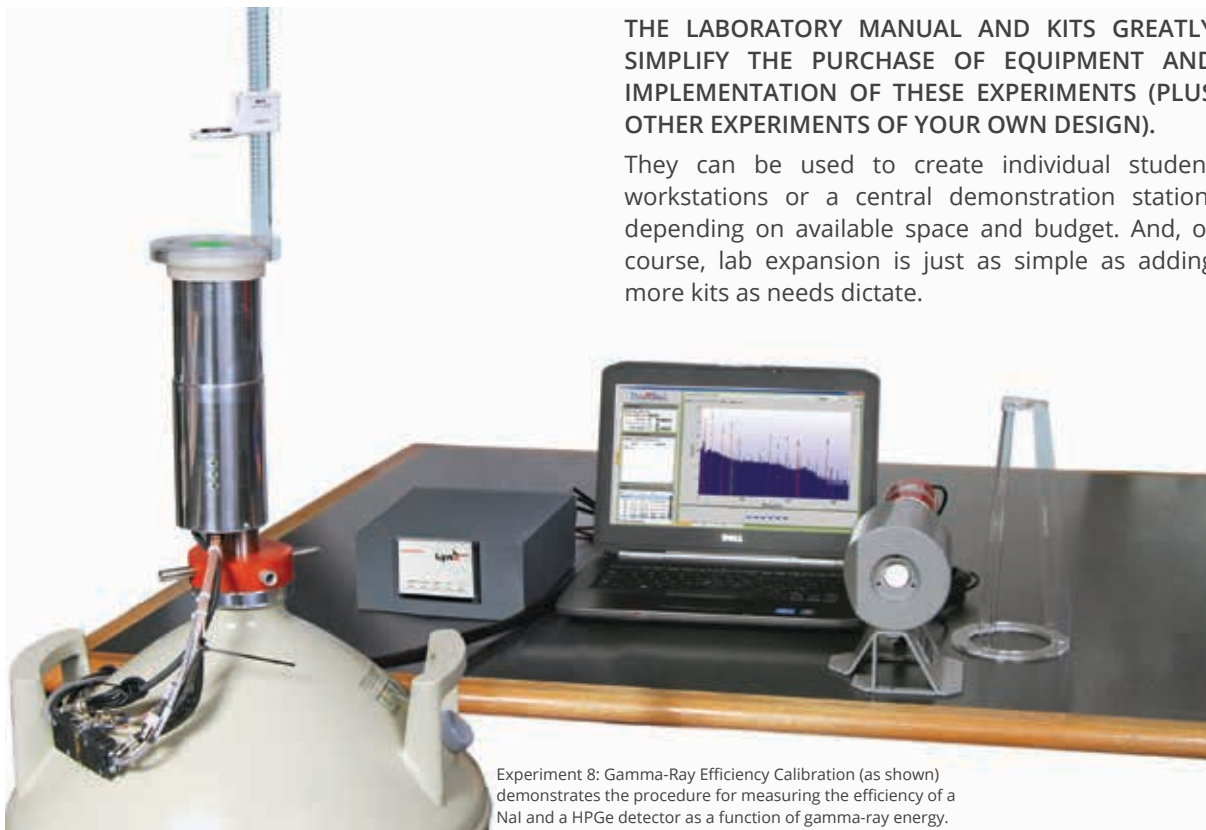 THE LABORATORY MANUAL AND KITS GREATLY
SIMPLIFY THE PURCHASE OF EQUIPMENT AND
IMPLEMENTATION OF THESE EXPERIMENTS (PLUS
OTHER EXPERIMENTS OF YOUR OWN DESIGN).
They can be used to create individual studen
workstations or a central demonstration station
depending on available space and budget. And, o
course, lab expansion is just as simple as adding
more kits as needs dictate.
Lynx
DELL
Experiment 8: Gamma-Ray Efficiency Calibration (as shown)
demonstrates the procedure for measuring the efficiency of a
NaI and a HPGe detector as a function of gamma-ray energy.